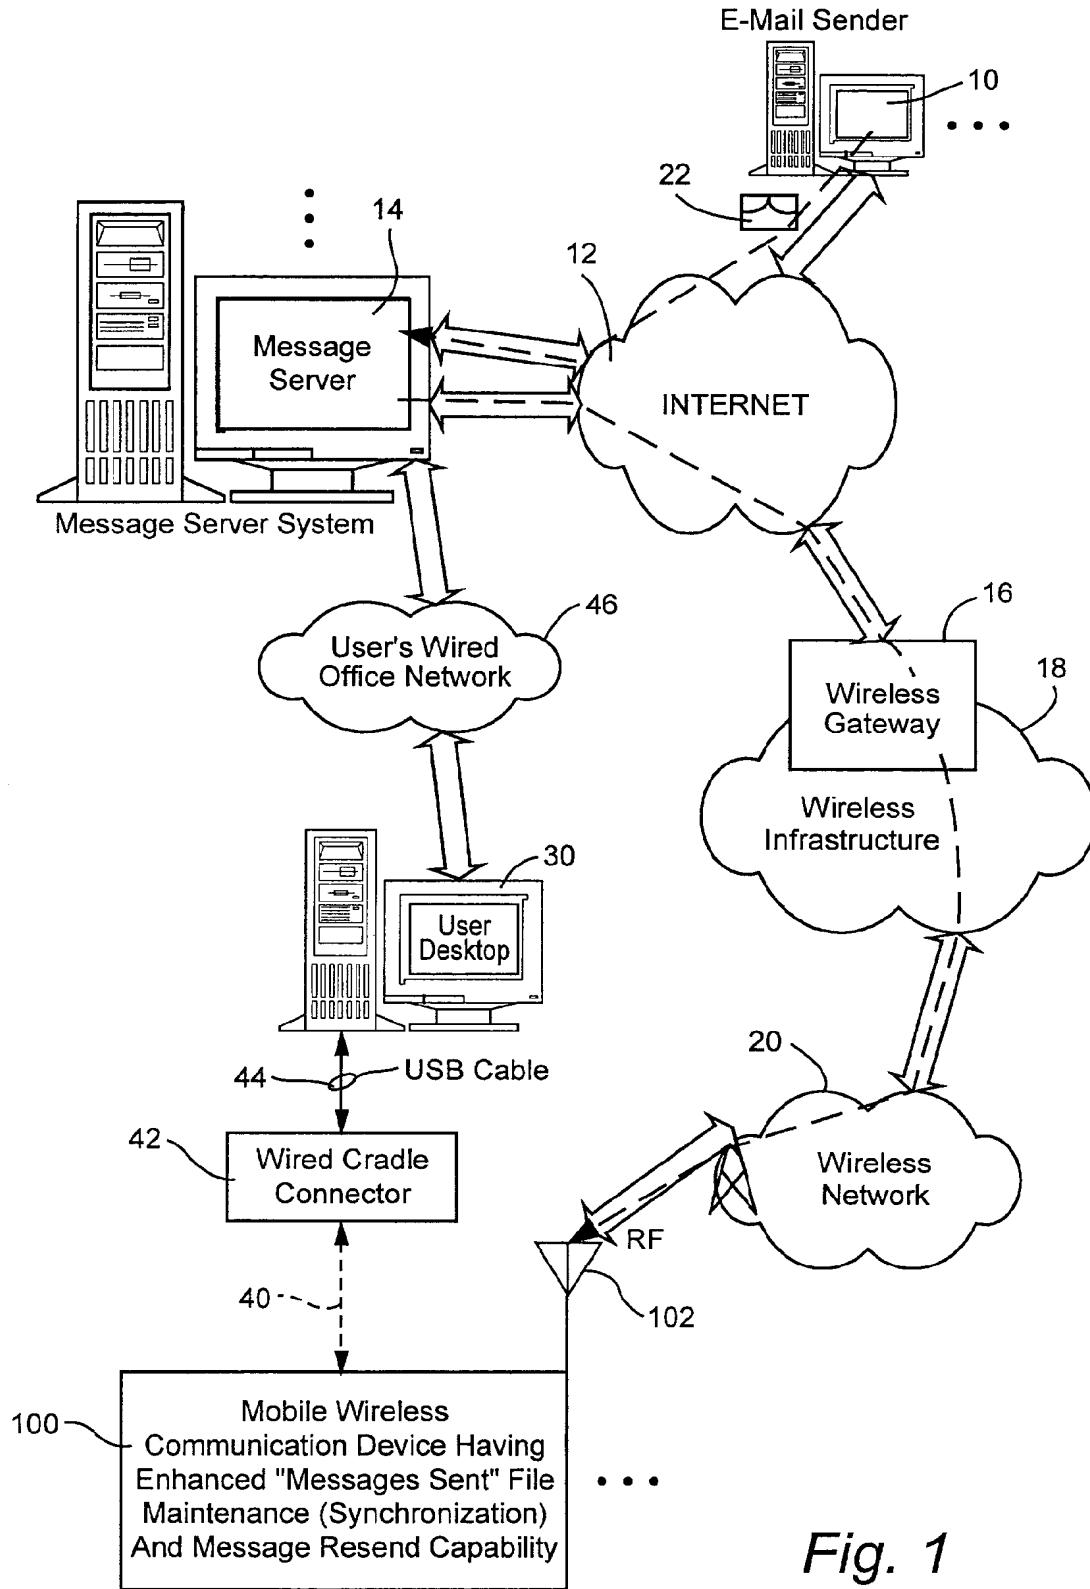 E-Mail Sender
10
22
14
12
Message
Server
INTERNET
Message Server System
46
16
User's Wired
Office Network
18
Wireless
Gateway
Wireless
Infrastructure
30
User
Desktop
20
44
USB Cable
42
Wired Cradle
Connector
Wireless
Network
RF
40
102
100
Mobile Wireless
Communication Device Having
Enhanced "Messages Sent" File
Maintenance (Synchronization)
And Message Resend Capability
Fig. 1